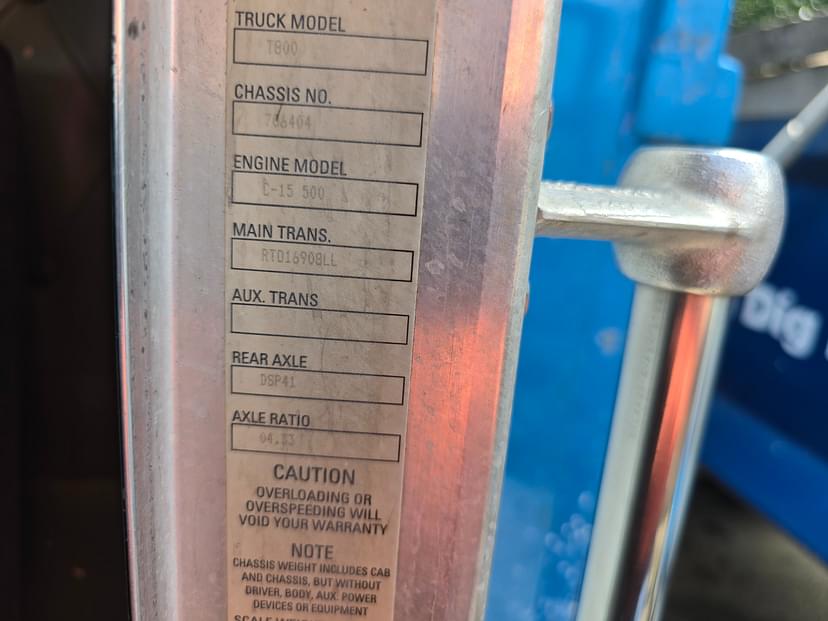 TRUCK MODEL
T800
CHASSIS NO.
ENGINE MODEL
C-15 500
MAIN TRANS.
RTO16908LL
AUX. TRANS
REAR AXLE
DSP41
AXLE RATIO
04.33
CAUTION
OVERLOADING OR
OVERSPEEDING WILL
VOID YOUR WARRANTY
NOTE
CHASSIS WEIGHT INCLUDES CAB
AND CHASSIS, BUT WITHOUT
DRIVER, BODY, AUX. POWER
DEVICES OR EQUIPMENT
Dig